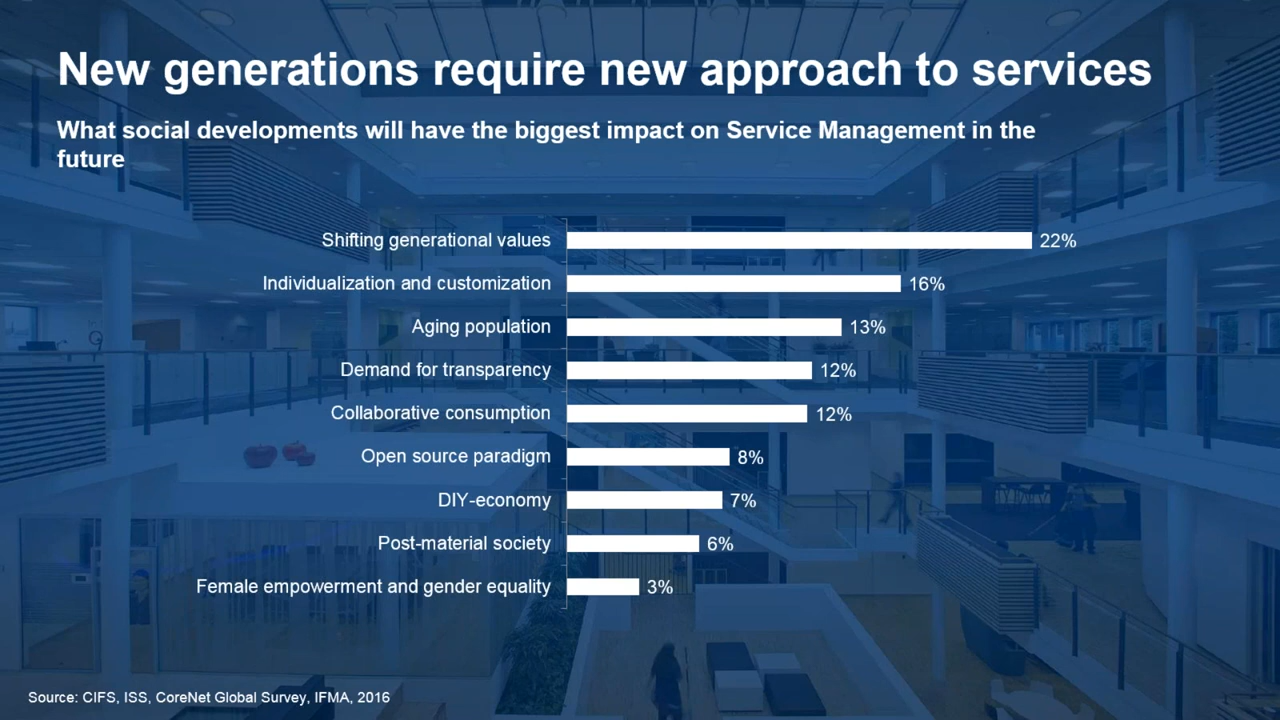 New generations require new approach to services
What social developments will have the biggest impact on Service Management in the
future
Shifting generational values 22%
Individualization and customization 16%
Aging population 13%
Demand for transparency 12%
Collaborative consumption 12%
Open source paradigm 8%
DIY-economy 7%
Post-material society 6%
Female empowerment and gender equality 3%
Source: CIFS, ISS, CoreNet Global Survey, IFMA, 2016